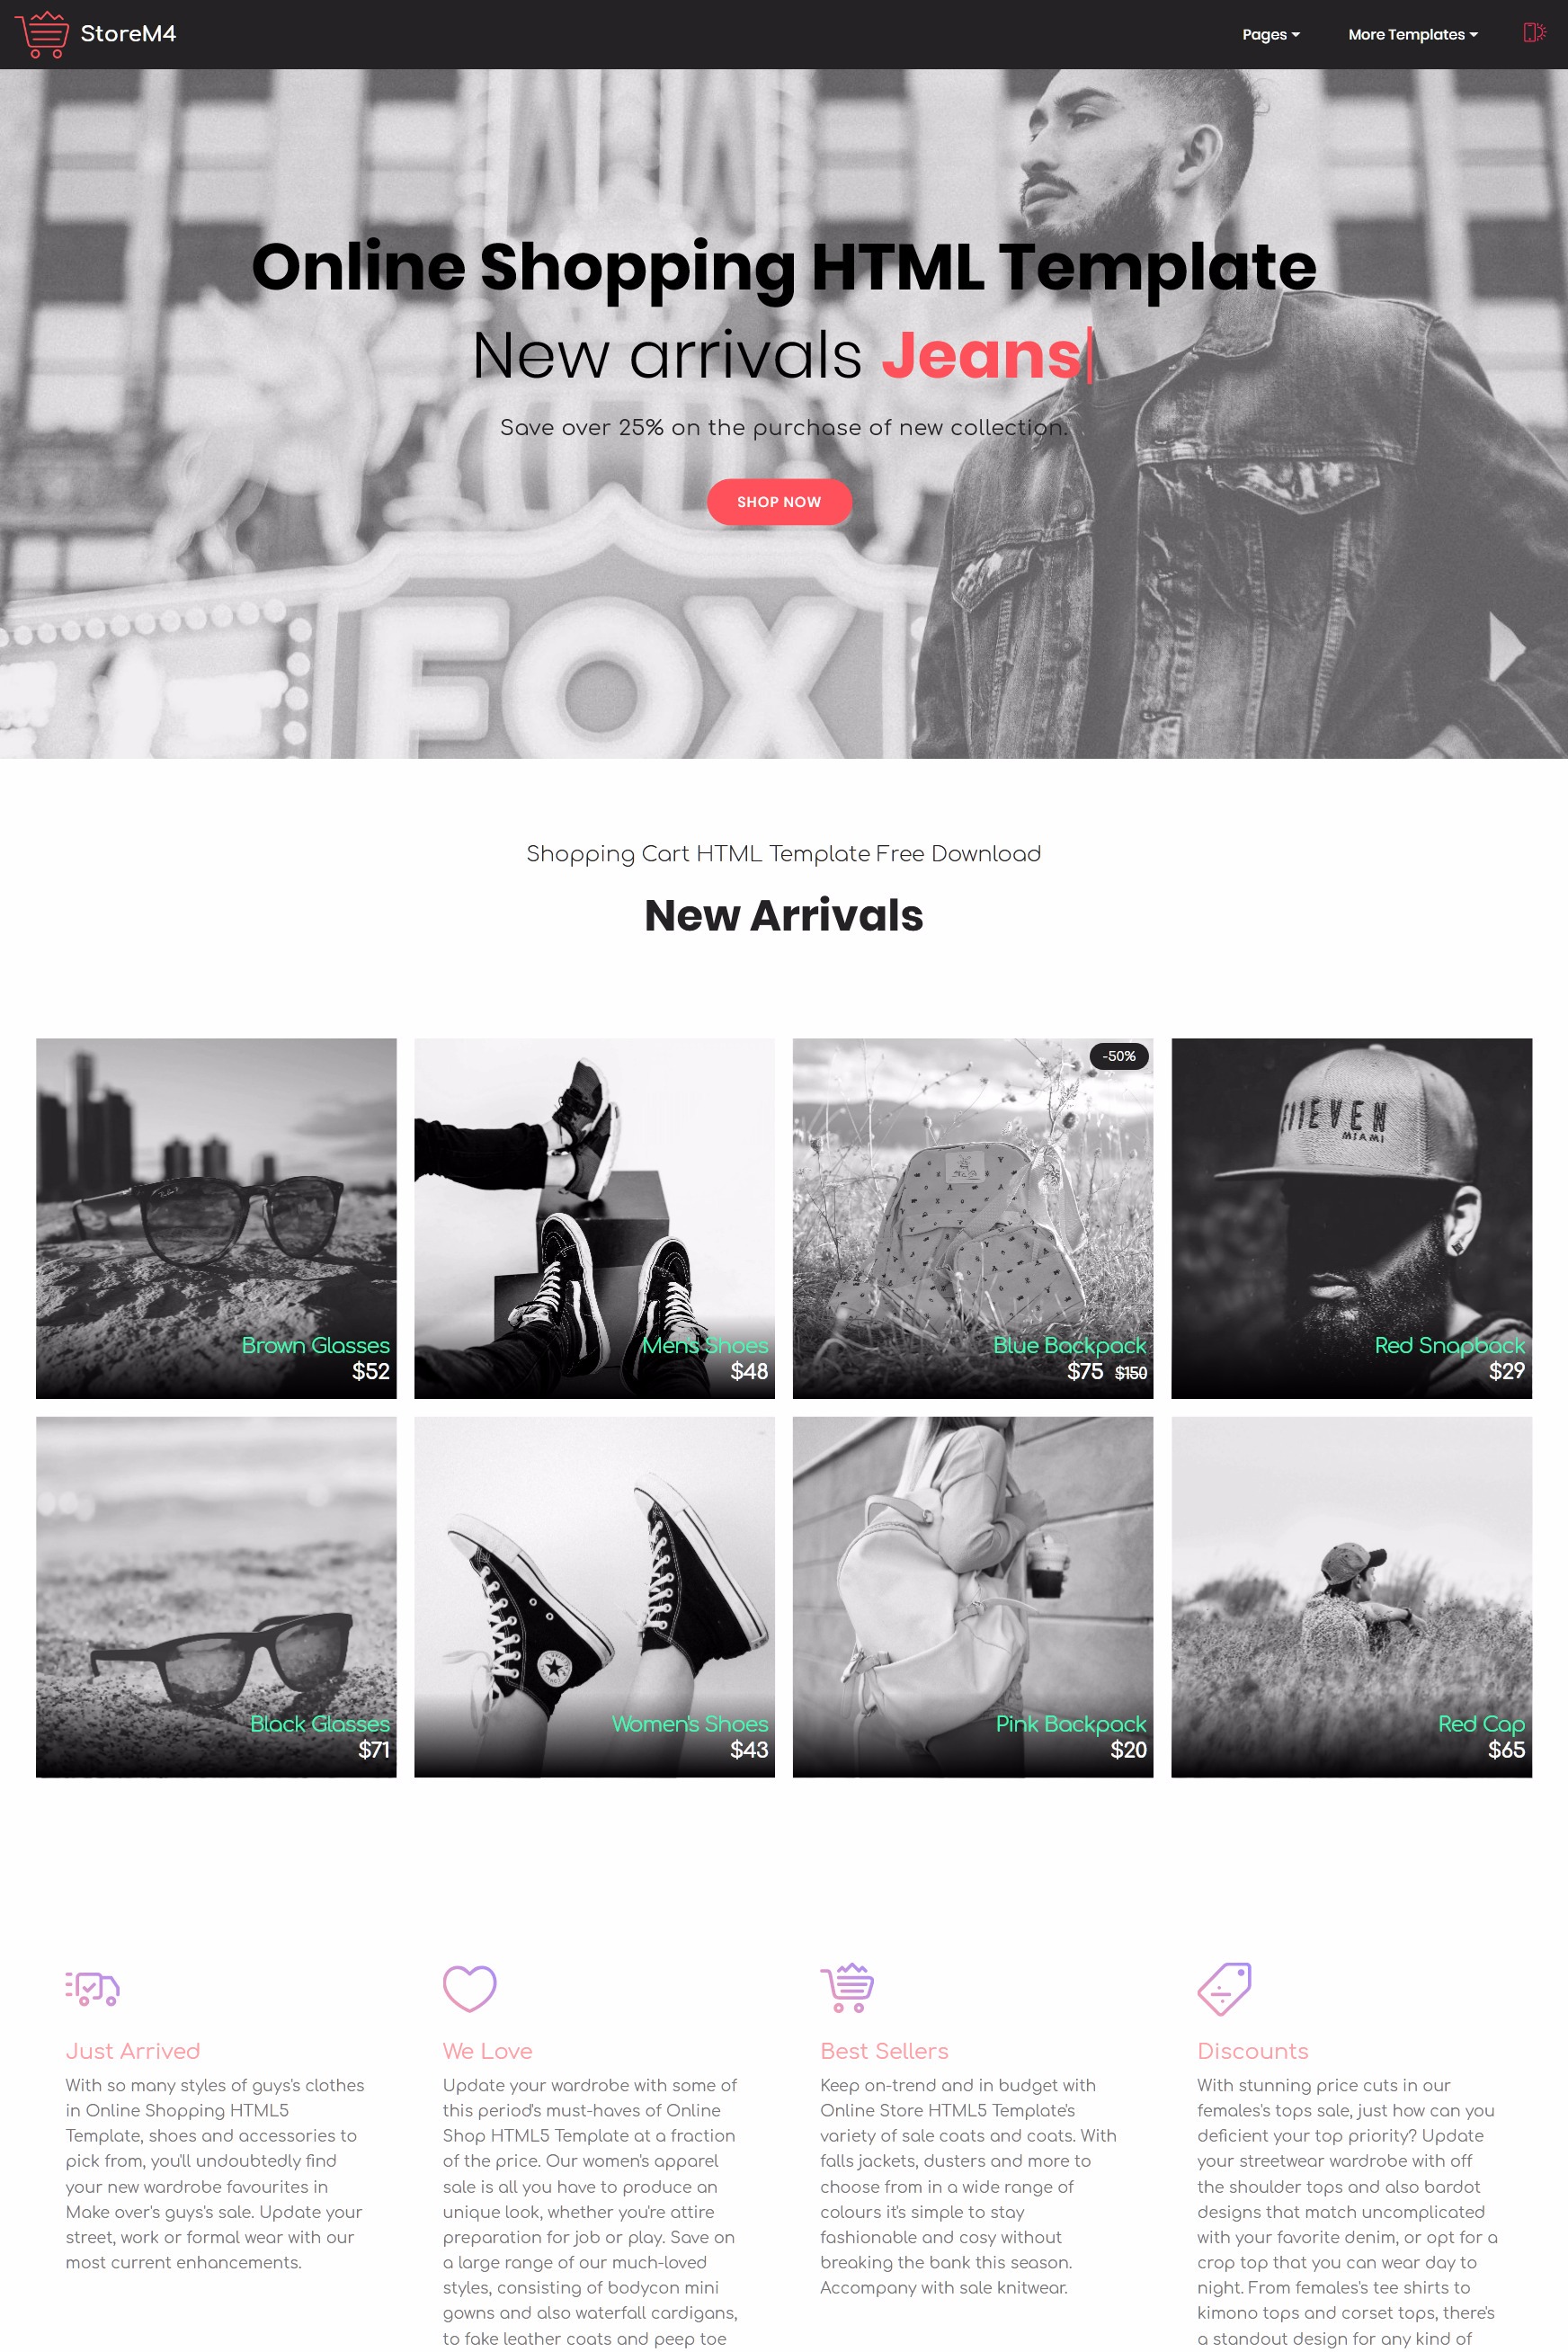 StoreM4
Pages
More Templates
Online Shopping HTML Template
New arrivals Jeans
Save over 25% on the purchase of new collection.
SHOP NOW
FOX
Shopping Cart HTML Template Free Download
New Arrivals
Brown Glasses
$52
Men's Shoes
$48
-50%
Blue Backpack
$75 $150
EVEN
MIAMI
Red Snapback
$29
Black Glasses
$71
Women's Shoes
$43
Pink Backpack
$20
Red Cap
$65
Just Arrived
With so many styles of guys's clothes
in Online Shopping HTML5
Template, shoes and accessories to
pick from, you'll undoubtedly find
your new wardrobe favourites in
Make over's guys's sale. Update your
street, work or formal wear with our
most current enhancements.
We Love
Update your wardrobe with some of
this period's must-haves of Online
Shop HTML5 Template at a fraction
of the price. Our women's apparel
sale is all you have to produce an
unique look, whether you're attire
preparation for job or play. Save on
a large range of our much-loved
styles, consisting of bodycon mini
gowns and also waterfall cardigans,
to fake leather coats and peep toe
Best Sellers
Keep on-trend and in budget with
Online Store HTML5 Template's
variety of sale coats and coats. With
falls jackets, dusters and more to
choose from in a wide range of
colours it's simple to stay
fashionable and cosy without
breaking the bank this season.
Accompany with sale knitwear.
Discounts
With stunning price cuts in our
females's tops sale, just how can you
deficient your top priority? Update
your streetwear wardrobe with off
the shoulder tops and also bardot
designs that match uncomplicated
with your favorite denim, or opt for a
crop top that you can wear day to
night. From females's tee shirts to
kimono tops and corset tops, there's
a standout design for any kind of